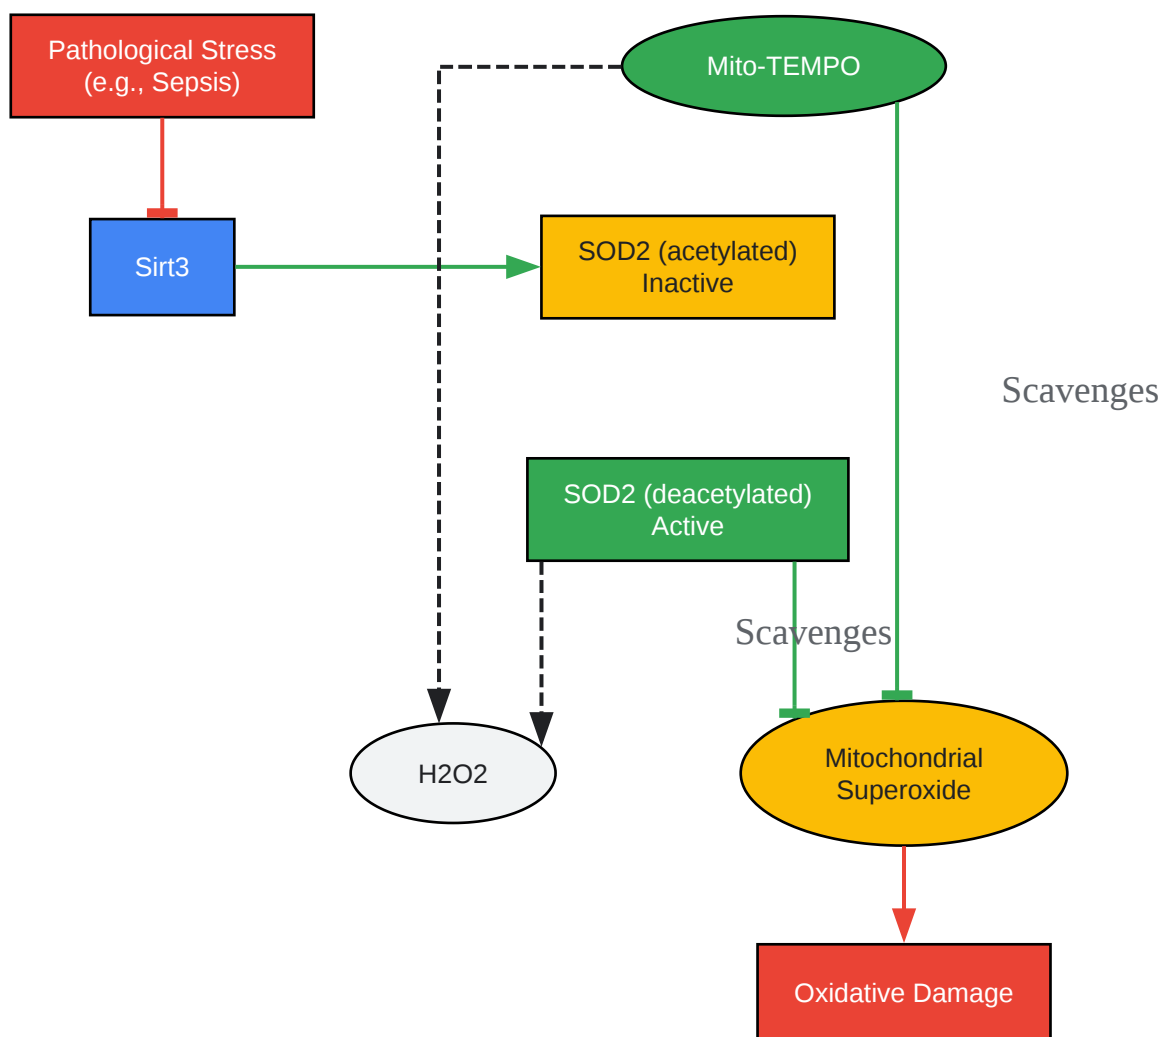 Pathological Stress
(e.g., Sepsis)
Mito-TEMPO
Sirt3
SOD2 (acetylated)
Inactive
Scavenges
SOD2 (deacetylated)
Active
Scavenges
H2O2
Mitochondrial
Superoxide
Oxidative Damage